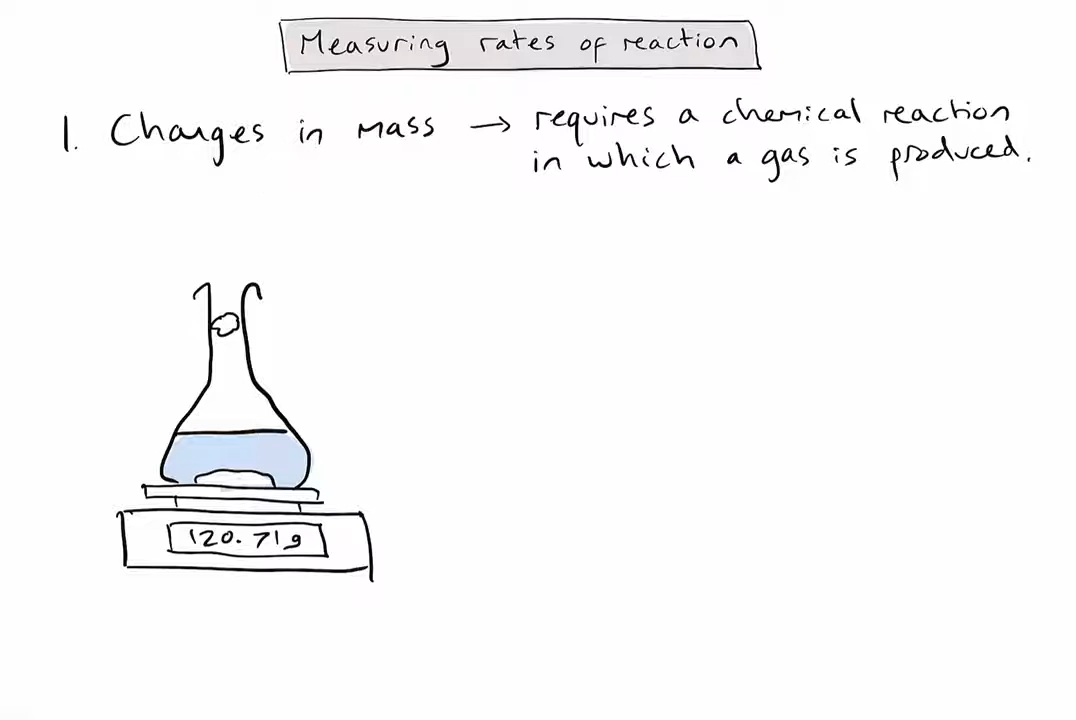 Measuring rates of reaction
1. Changes in mass → requires a chemical reaction
in which a gas is produced.
120.71g